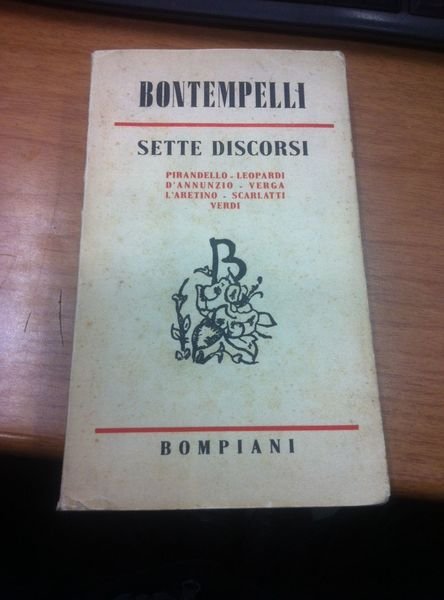 BONTEMPELLI
SETTE DISCORSI
PIRANDELLO - LEOPARDI
D'ANNUNZIO - VERGA
L'ARETINO - SCARLATTI
VERDI
B
BOMPIANI